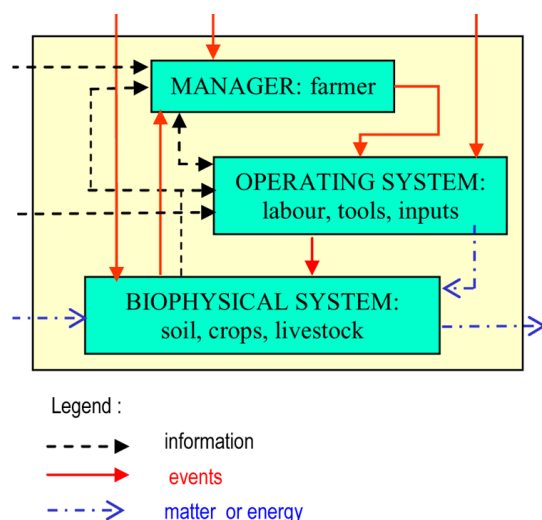 MANAGER: farmer
OPERATING SYSTEM:
labour, tools, inputs
BIOPHYSICAL SYSTEM:
soil, crops, livestock
Legend :
information
events
matter or energy